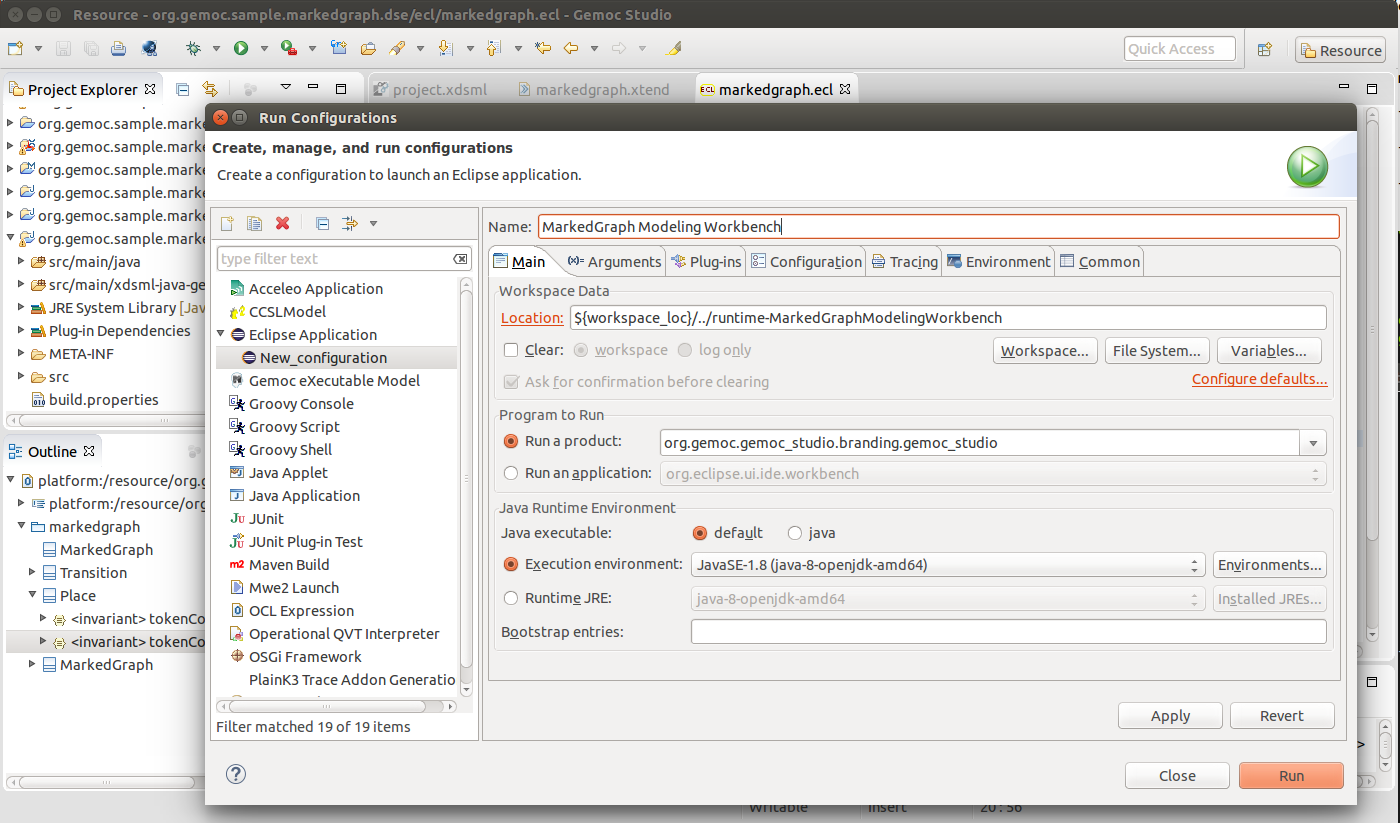 Resource - org.gemoc.sample.markedgraph.dse/ecl/markedgraph.ecl - Gemoc Studio
Quick Access
Resource
Project Explorer
project.xdsml
markedgraph.xtend
ECL markedgraph.ecl
org.gemoc.sample.marke
org.gemoc.sample.marke
org.gemoc.sample.marke
org.gemoc.sample.marke
org.gemoc.sample.marke
org.gemoc.sample.marke
src/main/java
src/main/xdsml-java-ge
JRE System Library [Jav
Plug-in Dependencies
META-INF
src
build.properties
Outline
platform:/resource/org.g
platform:/resource/org
markedgraph
MarkedGraph
Transition
Place
<invariant> tokenCo
<invariant> tokenCo
MarkedGraph
Run Configurations
Create, manage, and run configurations
Create a configuration to launch an Eclipse application.
type filter text
Acceleo Application
CCSLModel
Eclipse Application
New_configuration
Gemoc eXecutable Model
Groovy Console
Groovy Script
Groovy Shell
Java Applet
Java Application
JUnit
JUnit Plug-in Test
Maven Build
Mwe2 Launch
OCL Expression
Operational QVT Interpreter
OSGi Framework
PlainK3 Trace Addon Generatio
Filter matched 19 of 19 items
Name: MarkedGraph Modeling Workbench
Main
Arguments
Plug-ins
Configuration
Tracing
Environment
Common
Workspace Data
Location: ${workspace_loc}/../runtime-MarkedGraphModelingWorkbench
Clear: workspace log only
Workspace... File System... Variables...
Ask for confirmation before clearing
Configure defaults...
Program to Run
Run a product: org.gemoc.gemoc_studio.branding.gemoc_studio
Run an application: org.eclipse.ui.ide.workbench
Java Runtime Environment
Java executable: default java
Execution environment: JavaSE-1.8 (java-8-openjdk-amd64) Environments...
Runtime JRE: java-8-openjdk-amd64 Installed JREs...
Bootstrap entries:
Apply Revert
Close Run
Writable Insert 20 : 56